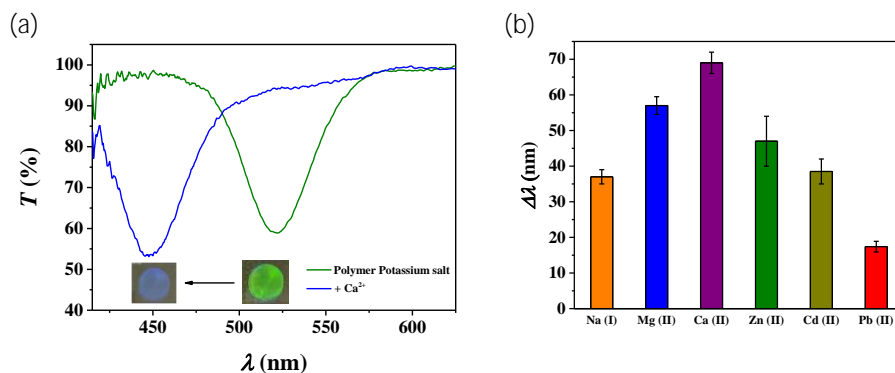 (a)
(b)
100
90
80
70
60
50
40
T (%)
450
500
550
600
λ (nm)
Polymer Potassium salt
+ Ca²⁺
70
60
50
40
30
20
10
0
Δλ (nm)
Na (I)
Mg (II)
Ca (II)
Zn (II)
Cd (II)
Pb (II)